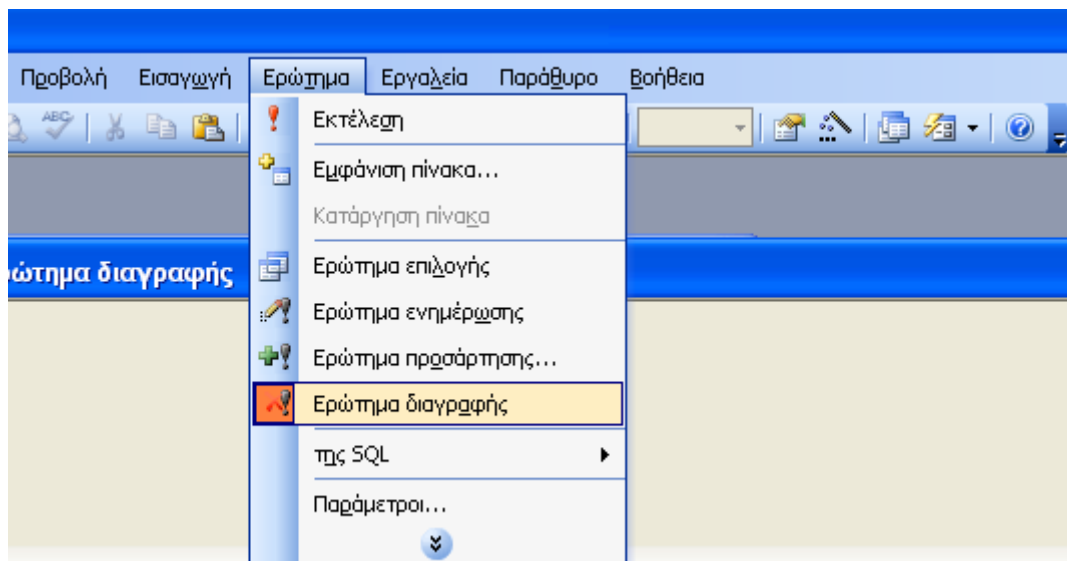 Προβολή Εισαγωγή Ερώτημα Εργαλεία Παράθυρο Βοήθεια
ABC
Εκτέλεση
Εμφάνιση πίνακα...
Κατάργηση πίνακα
ρώτημα διαγραφής
Ερώτημα επιλογής
Ερώτημα ενημέρωσης
Ερώτημα προσάρτησης...
Ερώτημα διαγραφής
της SQL
Παράμετροι...